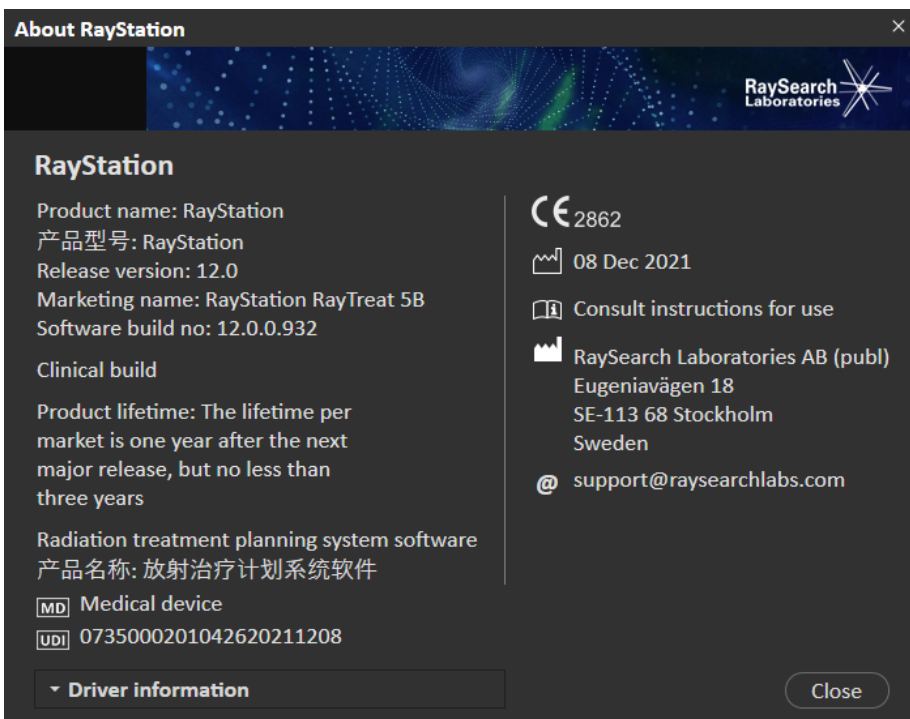 About RayStation
RaySearch
Laboratories
RayStation
Product name: RayStation
产品型号: RayStation
Release version: 12.0
Marketing name: RayStation RayTreat 5B
Software build no: 12.0.0.932
Clinical build
Product lifetime: The lifetime per
market is one year after the next
major release, but no less than
three years
Radiation treatment planning system software
产品名称: 放射治疗计划系统软件
MD Medical device
UDI 0735000201042620211208
Driver information
CE 2862
08 Dec 2021
Consult instructions for use
RaySearch Laboratories AB (publ)
Eugeniavägen 18
SE-113 68 Stockholm
Sweden
@ support@raysearchlabs.com
Close